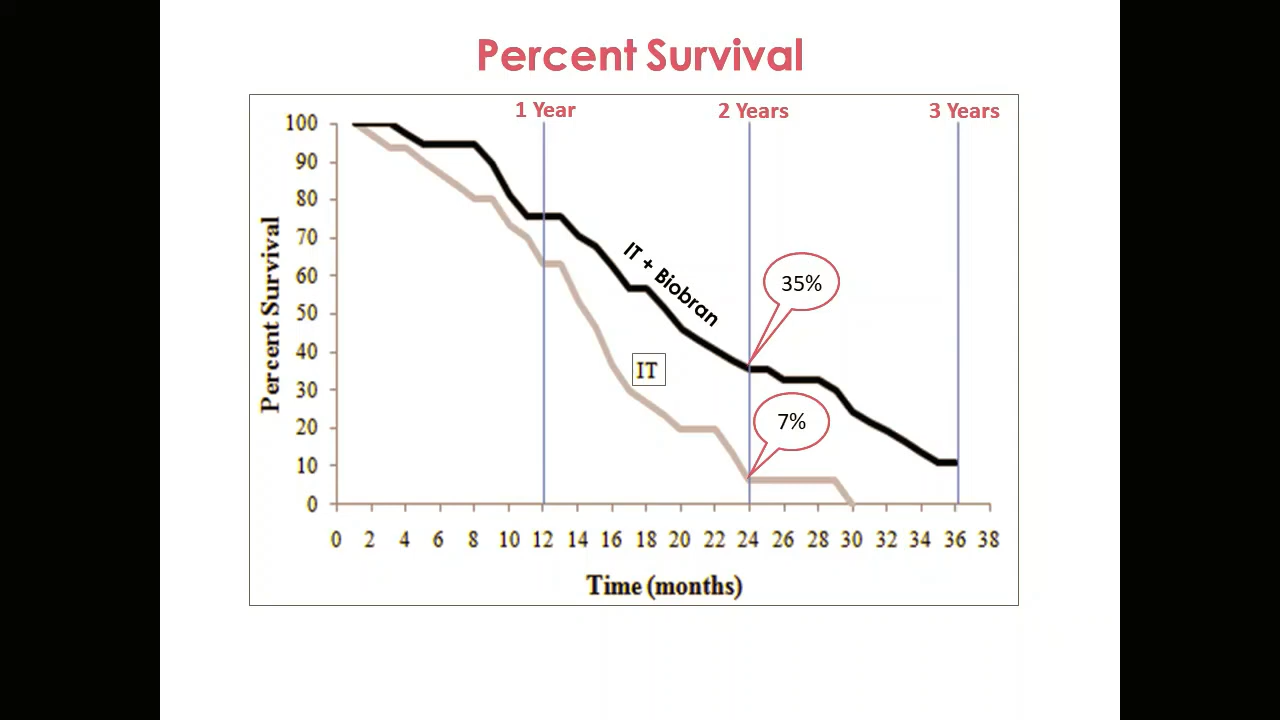 Percent Survival
1 Year
2 Years
3 Years
100
90
80
70
60
50
40
30
20
10
0
Percent Survival
IT + Biobran
35%
IT
7%
0 2 4 6 8 10 12 14 16 18 20 22 24 26 28 30 32 34 36 38
Time (months)